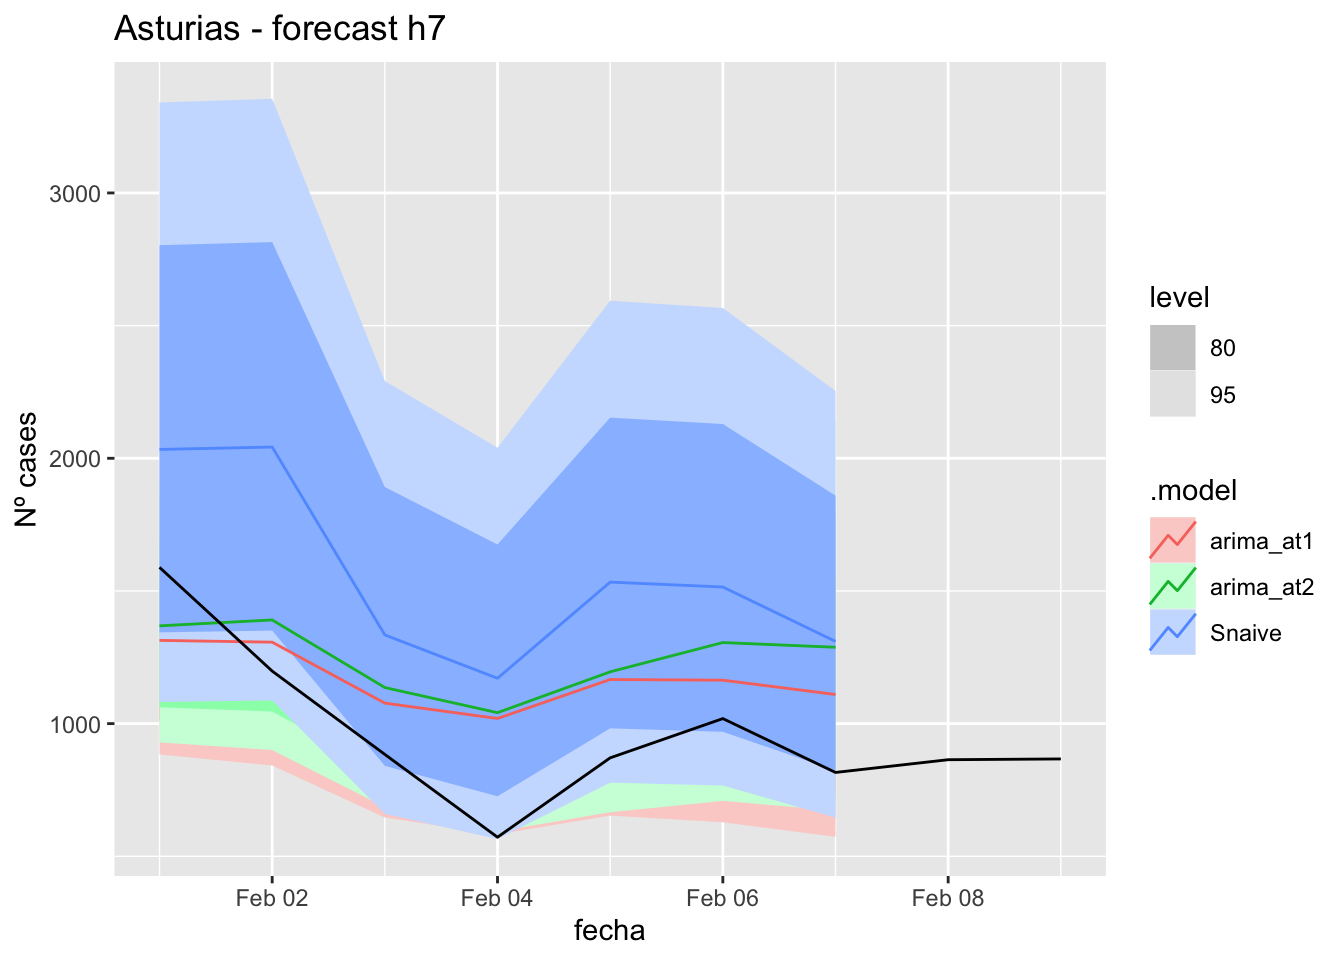 Asturias - forecast h7
3000
2000
1000
Nº cases
Feb 02
Feb 04
Feb 06
Feb 08
fecha
level
80
95
.model
arima_at1
arima_at2
Snaive